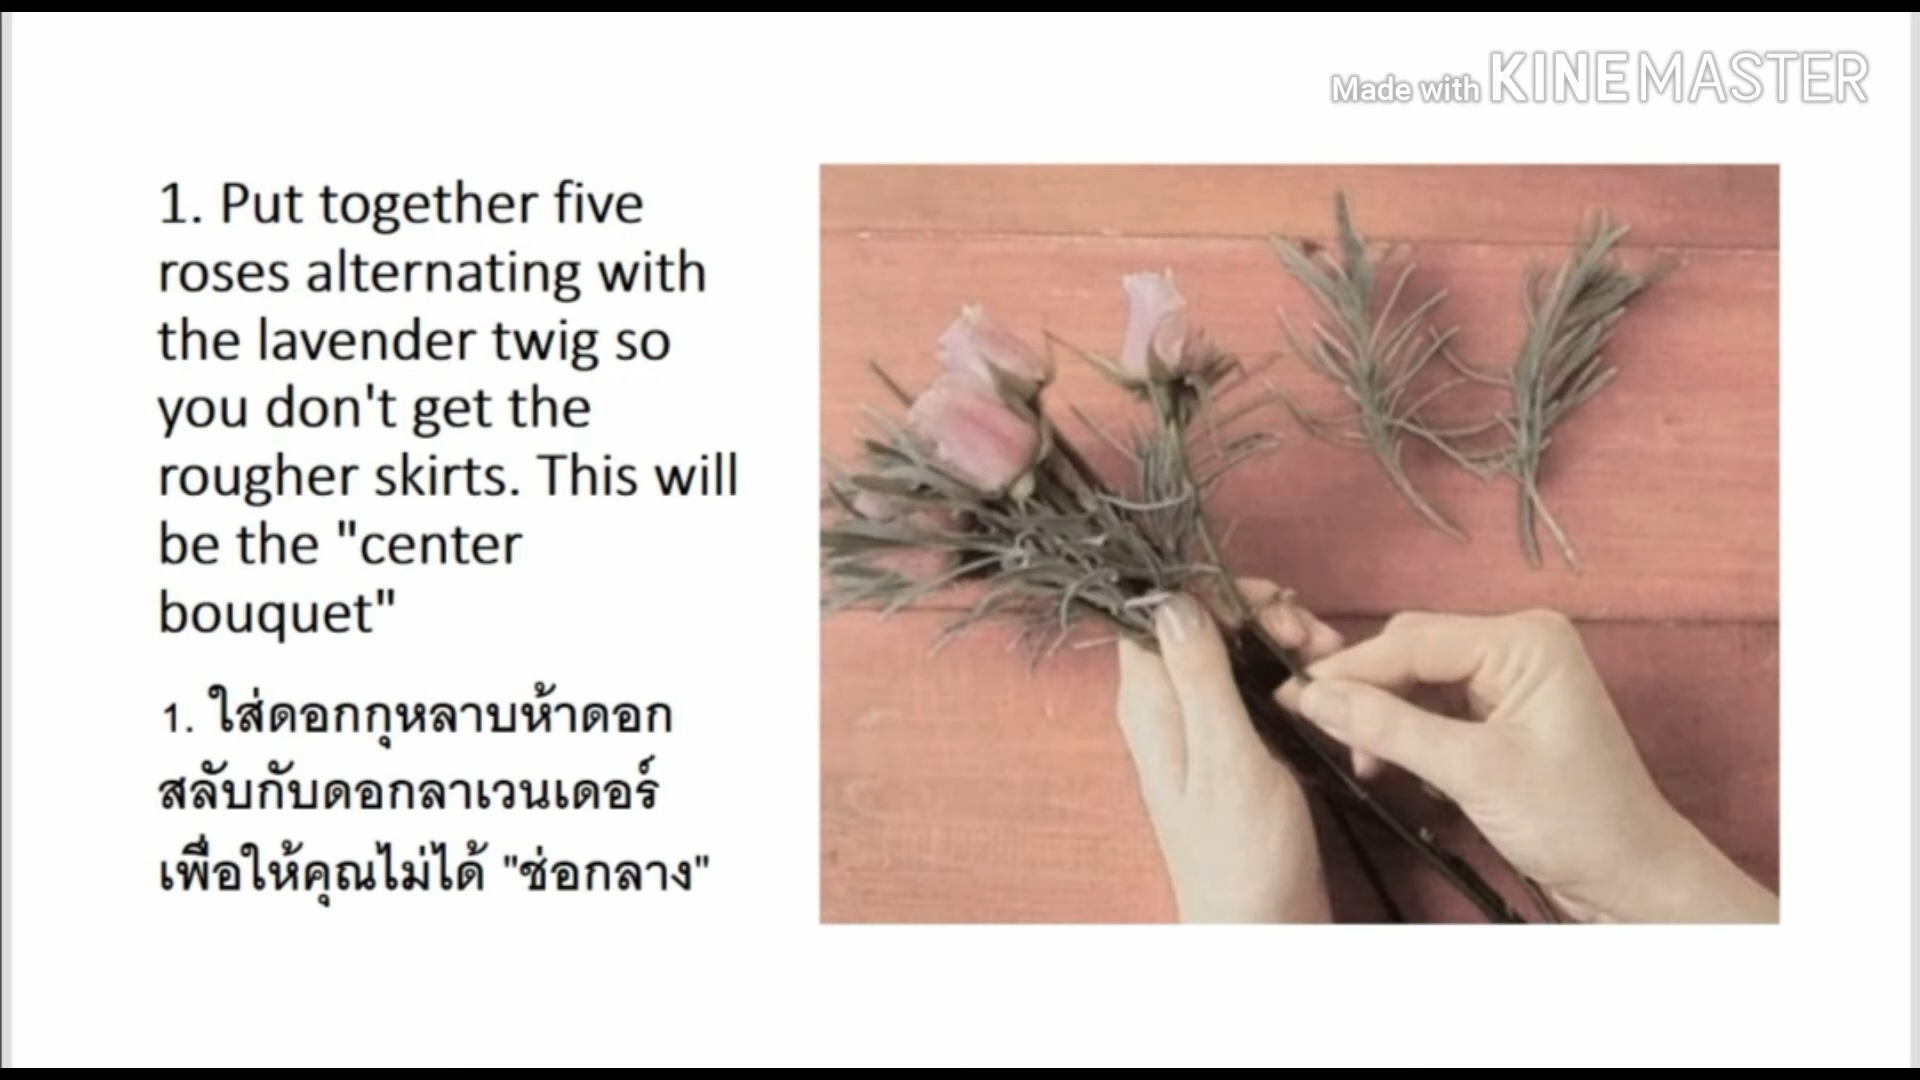 Made with KINEMASTER
1. Put together five
roses alternating with
the lavender twig so
you don't get the
rougher skirts. This will
be the "center
bouquet"
1. ใส่ดอกกุหลาบห้าดอก
สลับกับดอกลาเวนเดอร์
เพื่อให้คุณไม่ได้ "ช่อกลาง"